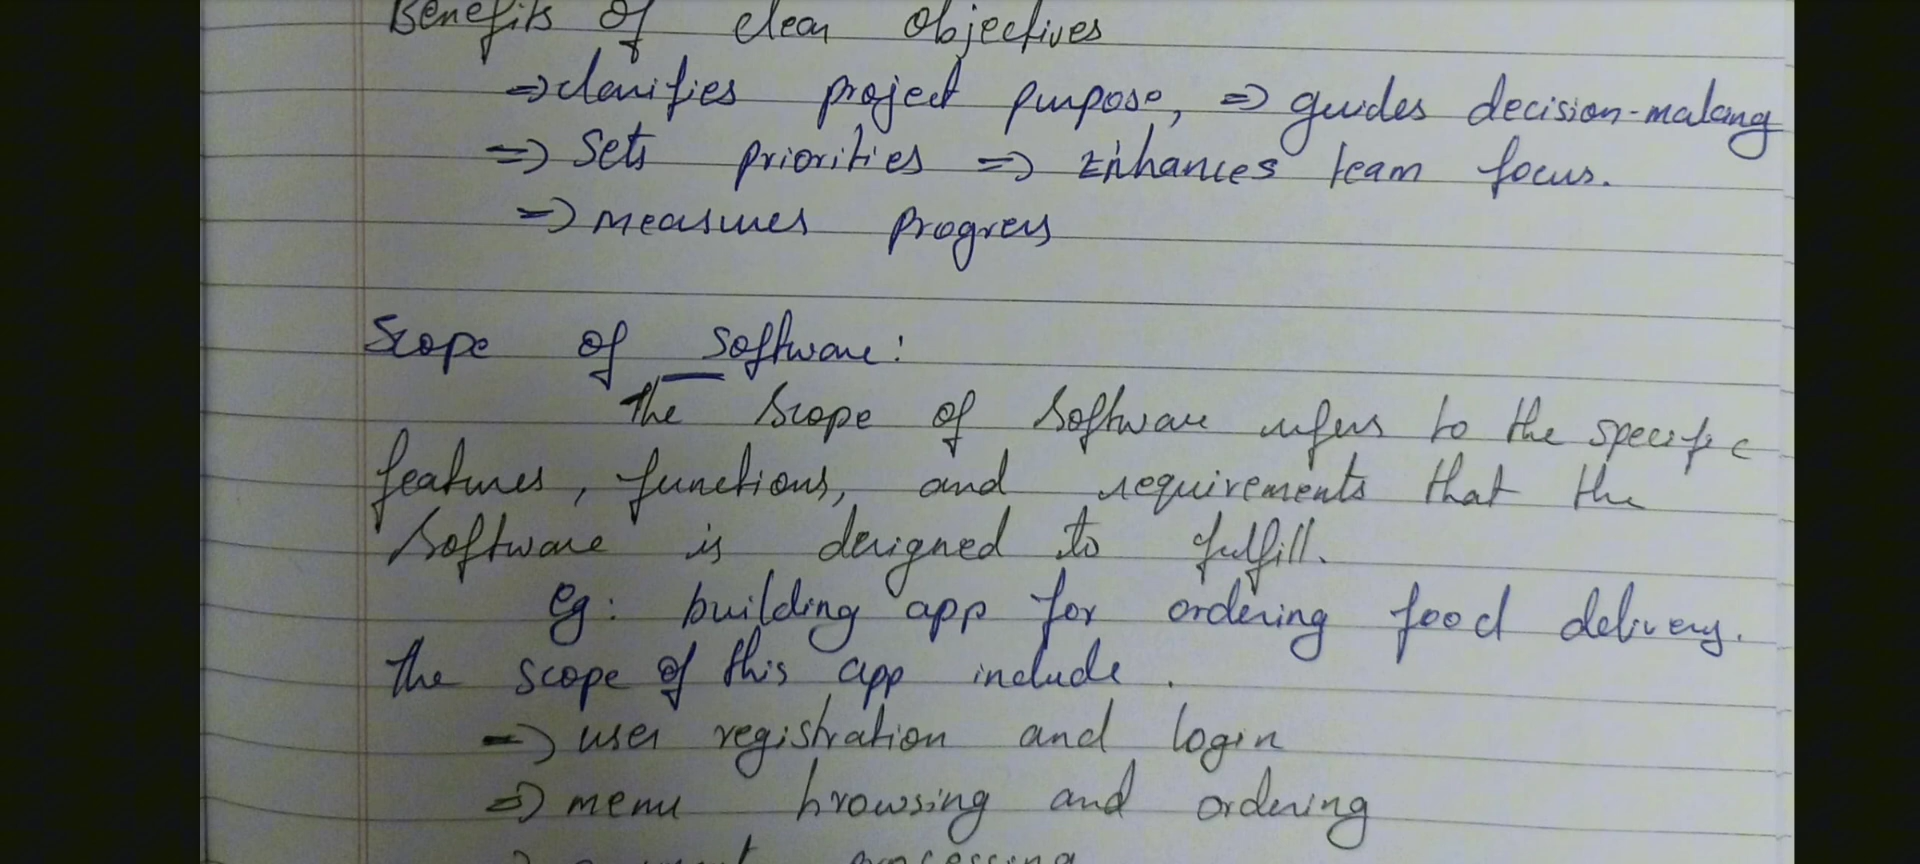 Benefits of clear Objectives
⇒ clarifies project purpose, ⇒ guides decision-making
⇒ Sets priorities ⇒ Enhances team focus.
⇒ measures Progress
Scope of Software:
The Scope of Software refers to the specific
features, functions, and requirements that the
Software is designed to fulfill.
eg: building app for ordering food delivery.
The scope of this app include.
⇒ user registration and login
⇒ menu browsing and ordering
processing